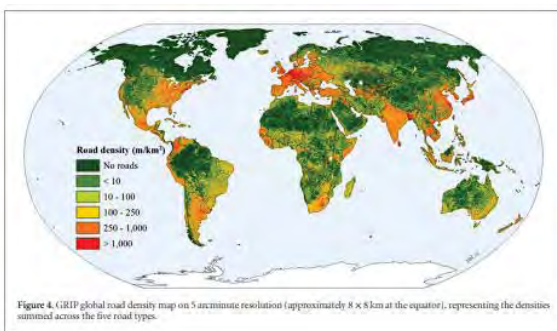 Road density (m/km²)
No roads
< 10
10 - 100
100 - 250
250 - 1,000
> 1,000
Figure 4. GRIP global road density map on 5 arcminute resolution (approximately 8 × 8 km at the equator), representing the densities
summed across the five road types.